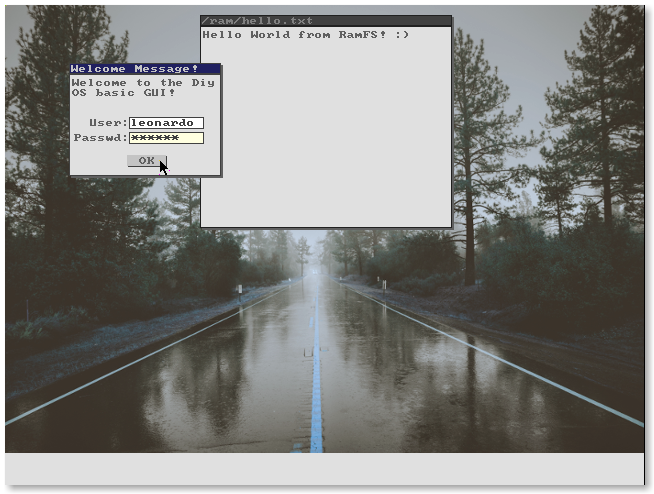 /ram/hello.txt
Hello World from RamFS! :)
Welcome Message!
Welcome to the Diy
OS basic GUI!
User: leonardo
Passwd: ******
OK